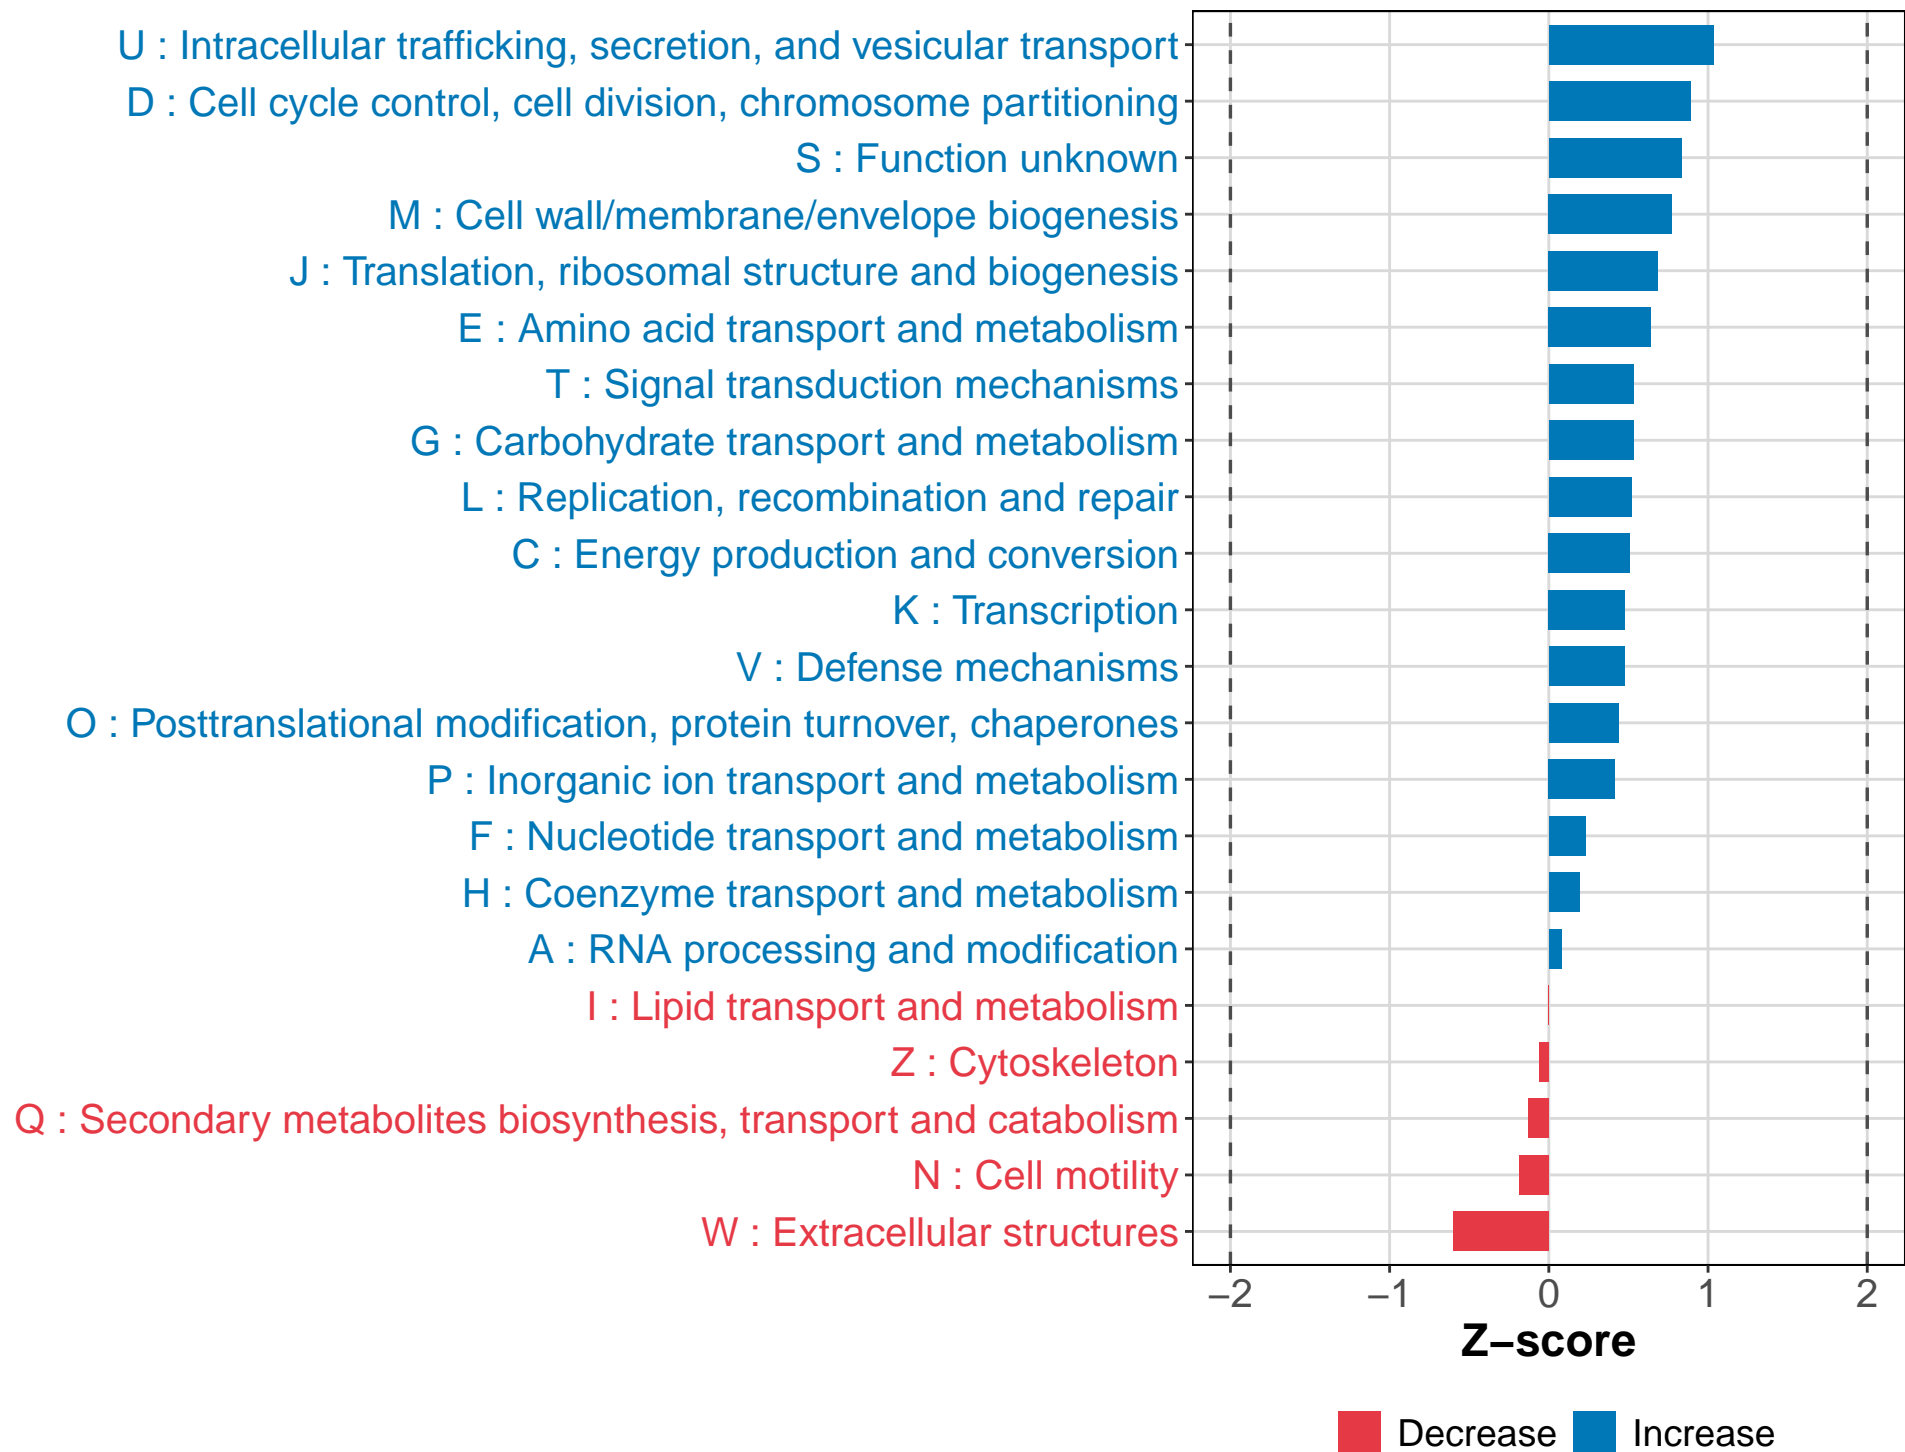 U : Intracellular trafficking, secretion, and vesicular transport
D : Cell cycle control, cell division, chromosome partitioning
S : Function unknown
M : Cell wall/membrane/envelope biogenesis
J : Translation, ribosomal structure and biogenesis
E : Amino acid transport and metabolism
T : Signal transduction mechanisms
G : Carbohydrate transport and metabolism
L : Replication, recombination and repair
C : Energy production and conversion
K : Transcription
V : Defense mechanisms
O : Posttranslational modification, protein turnover, chaperones
P : Inorganic ion transport and metabolism
F : Nucleotide transport and metabolism
H : Coenzyme transport and metabolism
A : RNA processing and modification
I : Lipid transport and metabolism
Z : Cytoskeleton
Q : Secondary metabolites biosynthesis, transport and catabolism
N : Cell motility
W : Extracellular structures
−2 −1 0 1 2
Z−score
Decrease Increase